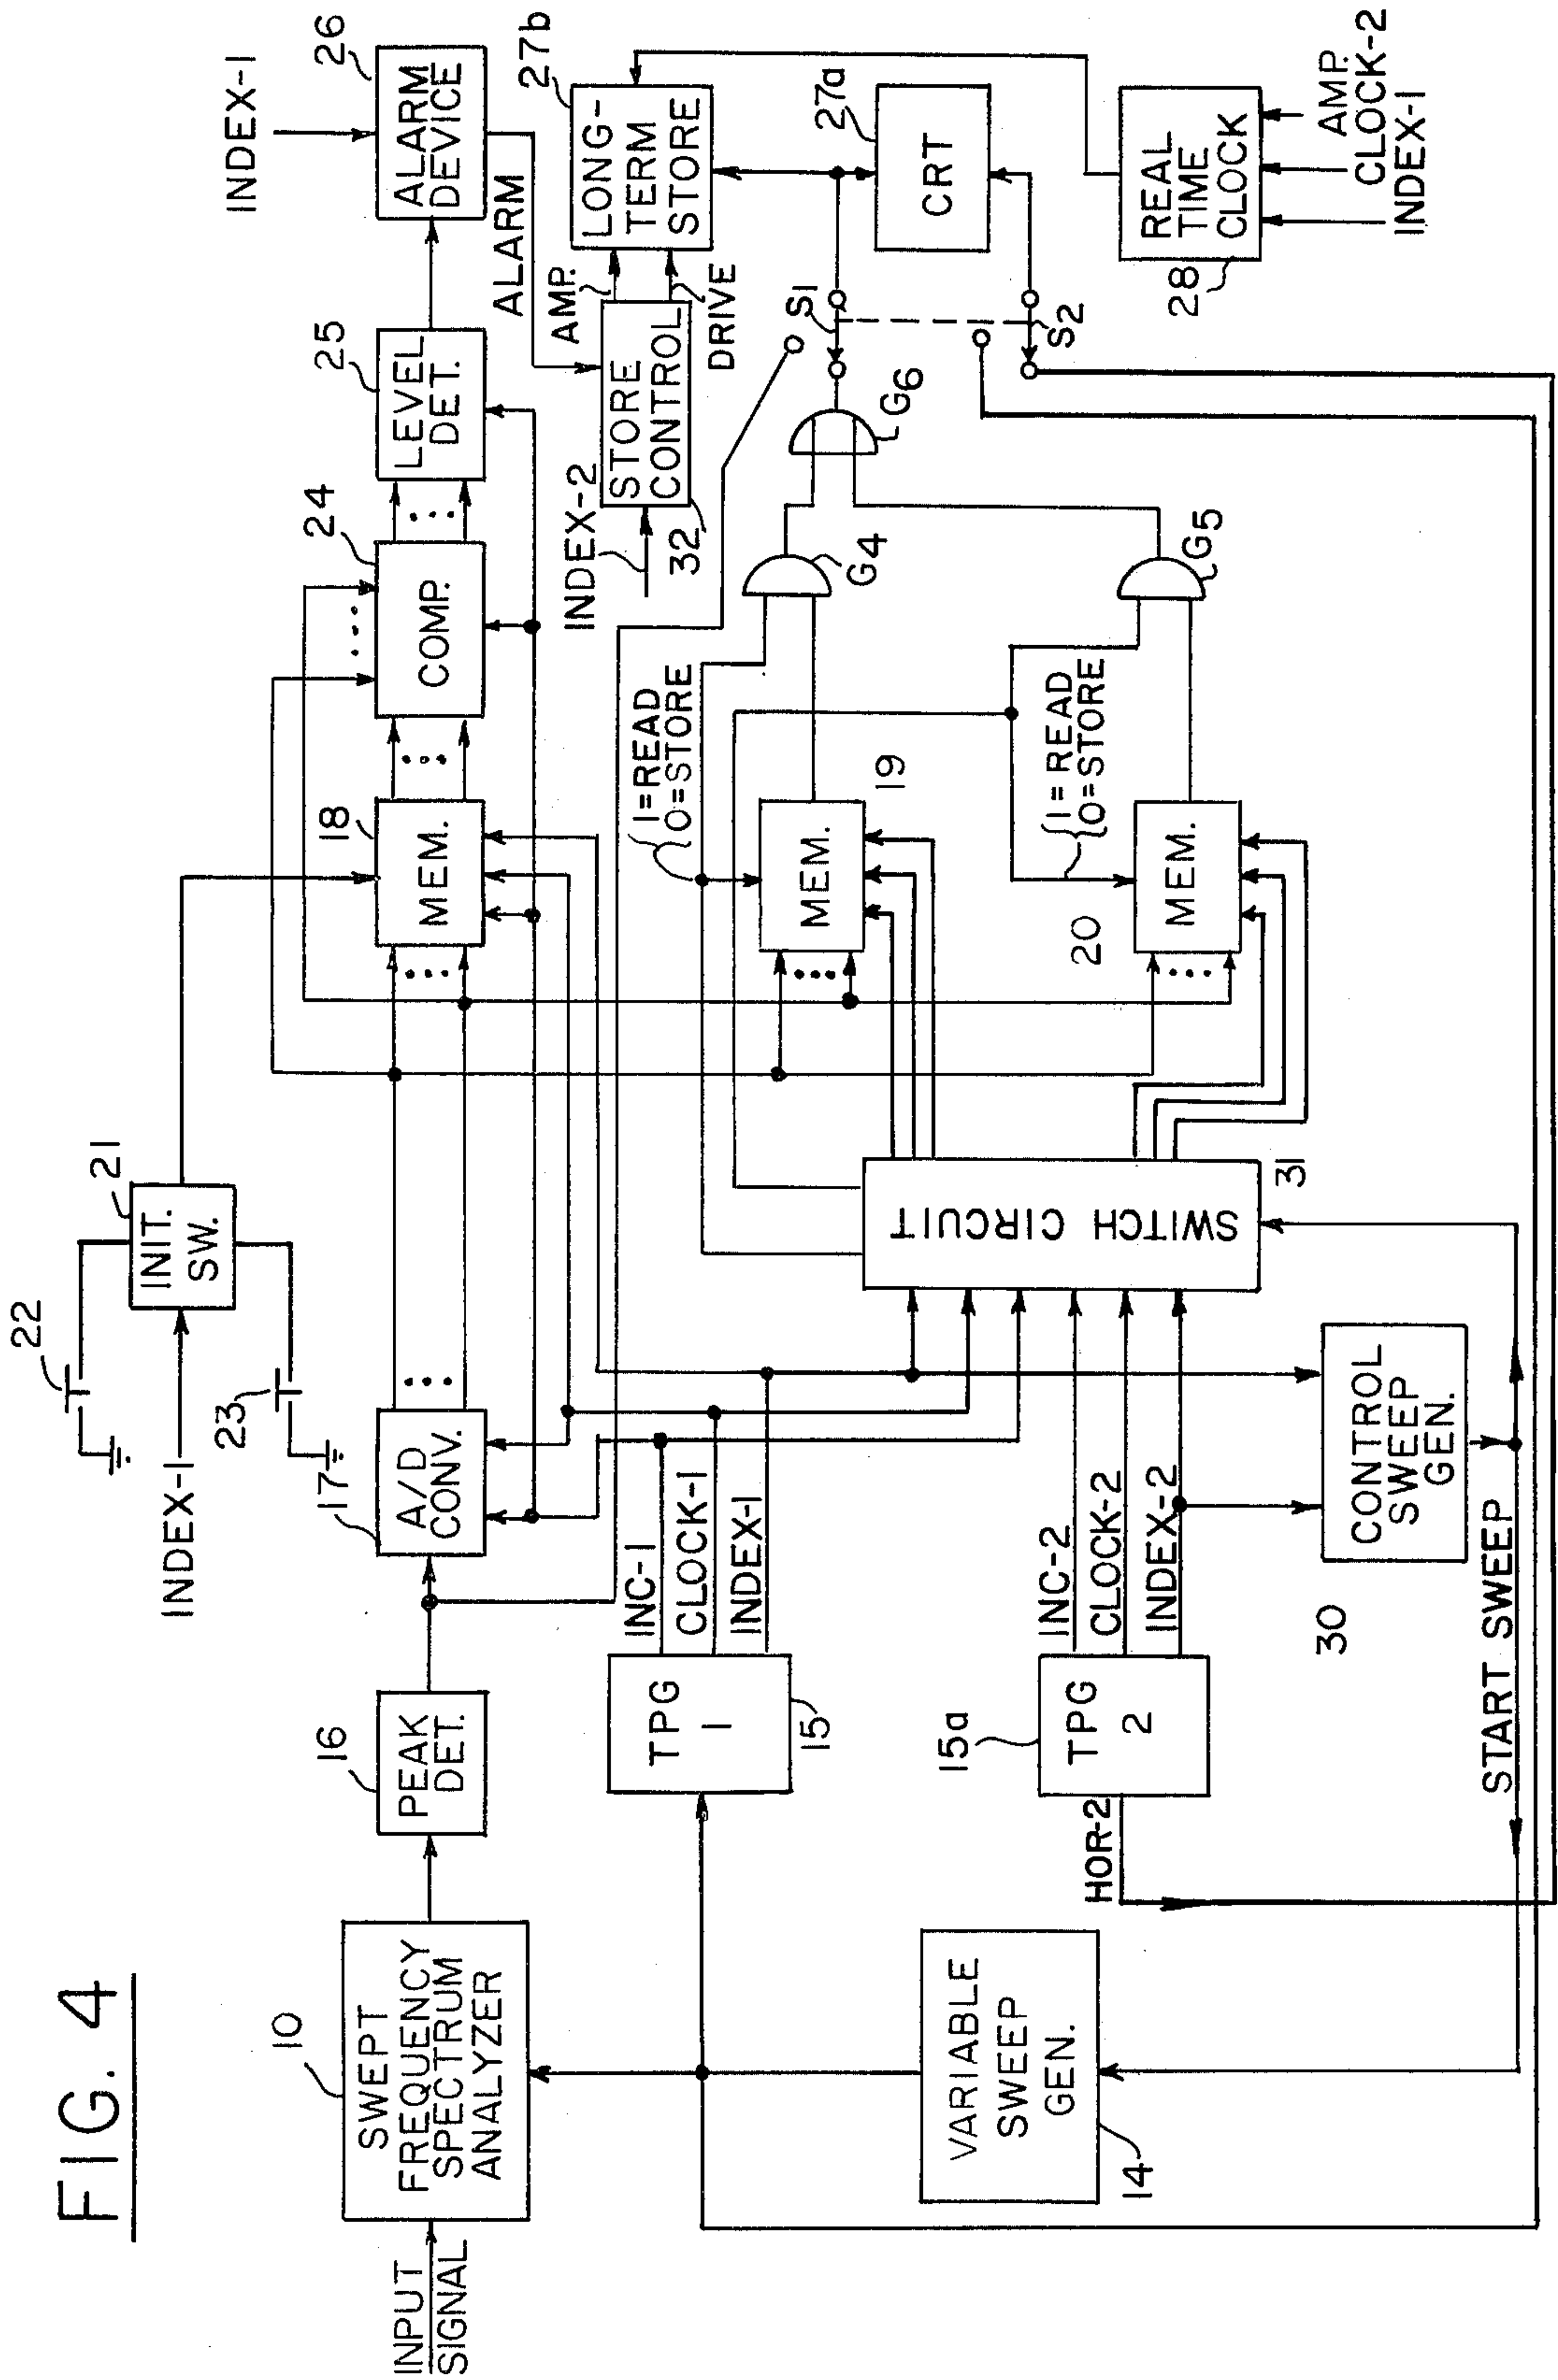 FIG. 4
INPUT
SIGNAL
10
SWEPT
FREQUENCY
SPECTRUM
ANALYZER
16
PEAK
DET.
17
A/D
CONV.
INDEX-1
22
23
21
INIT.
SW.
18
MEM.
24
COMP.
25
LEVEL
DET.
26
ALARM
DEVICE
INDEX-1
ALARM
14
VARIABLE
SWEEP
GEN.
TPG
1
15
INC-1
CLOCK-1
INDEX-1
15a
TPG
2
HOR-2
INC-2
CLOCK-2
INDEX-2
30
CONTROL
SWEEP
GEN.
START SWEEP
SWITCH CIRCUIT
31
1=READ
0=STORE
19
MEM.
1=READ
0=STORE
20
MEM.
G4
G5
G6
INDEX-2
32
STORE
CONTROL
AMP.
DRIVE
27b
LONG-
TERM
STORE
S1
S2
27a
CRT
28
REAL
TIME
CLOCK
AMP.
CLOCK-2
INDEX-1